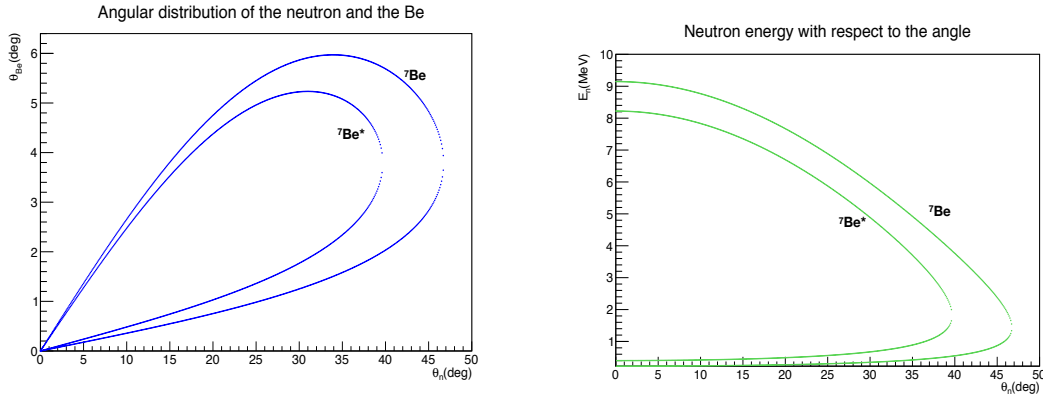 Angular distribution of the neutron and the Be
θBe(deg)
6
5
4
3
2
1
0
0 5 10 15 20 25 30 35 40 45 50
θn(deg)
7Be
7Be*
Neutron energy with respect to the angle
En(MeV)
10
9
8
7
6
5
4
3
2
1
0 5 10 15 20 25 30 35 40 45 50
θn(deg)
7Be
7Be*